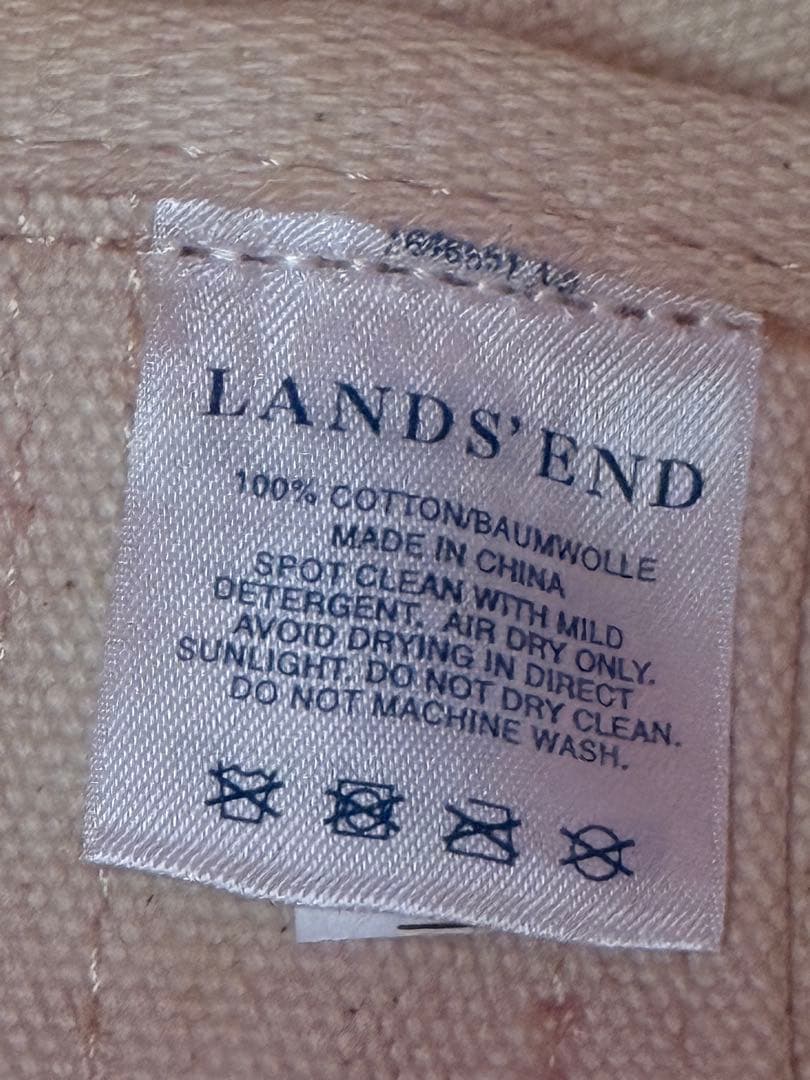 LANDS' END
100% COTTON/BAUMWOLLE
MADE IN CHINA
SPOT CLEAN WITH MILD
DETERGENT. AIR DRY ONLY.
AVOID DRYING IN DIRECT
SUNLIGHT. DO NOT DRY CLEAN.
DO NOT MACHINE WASH.